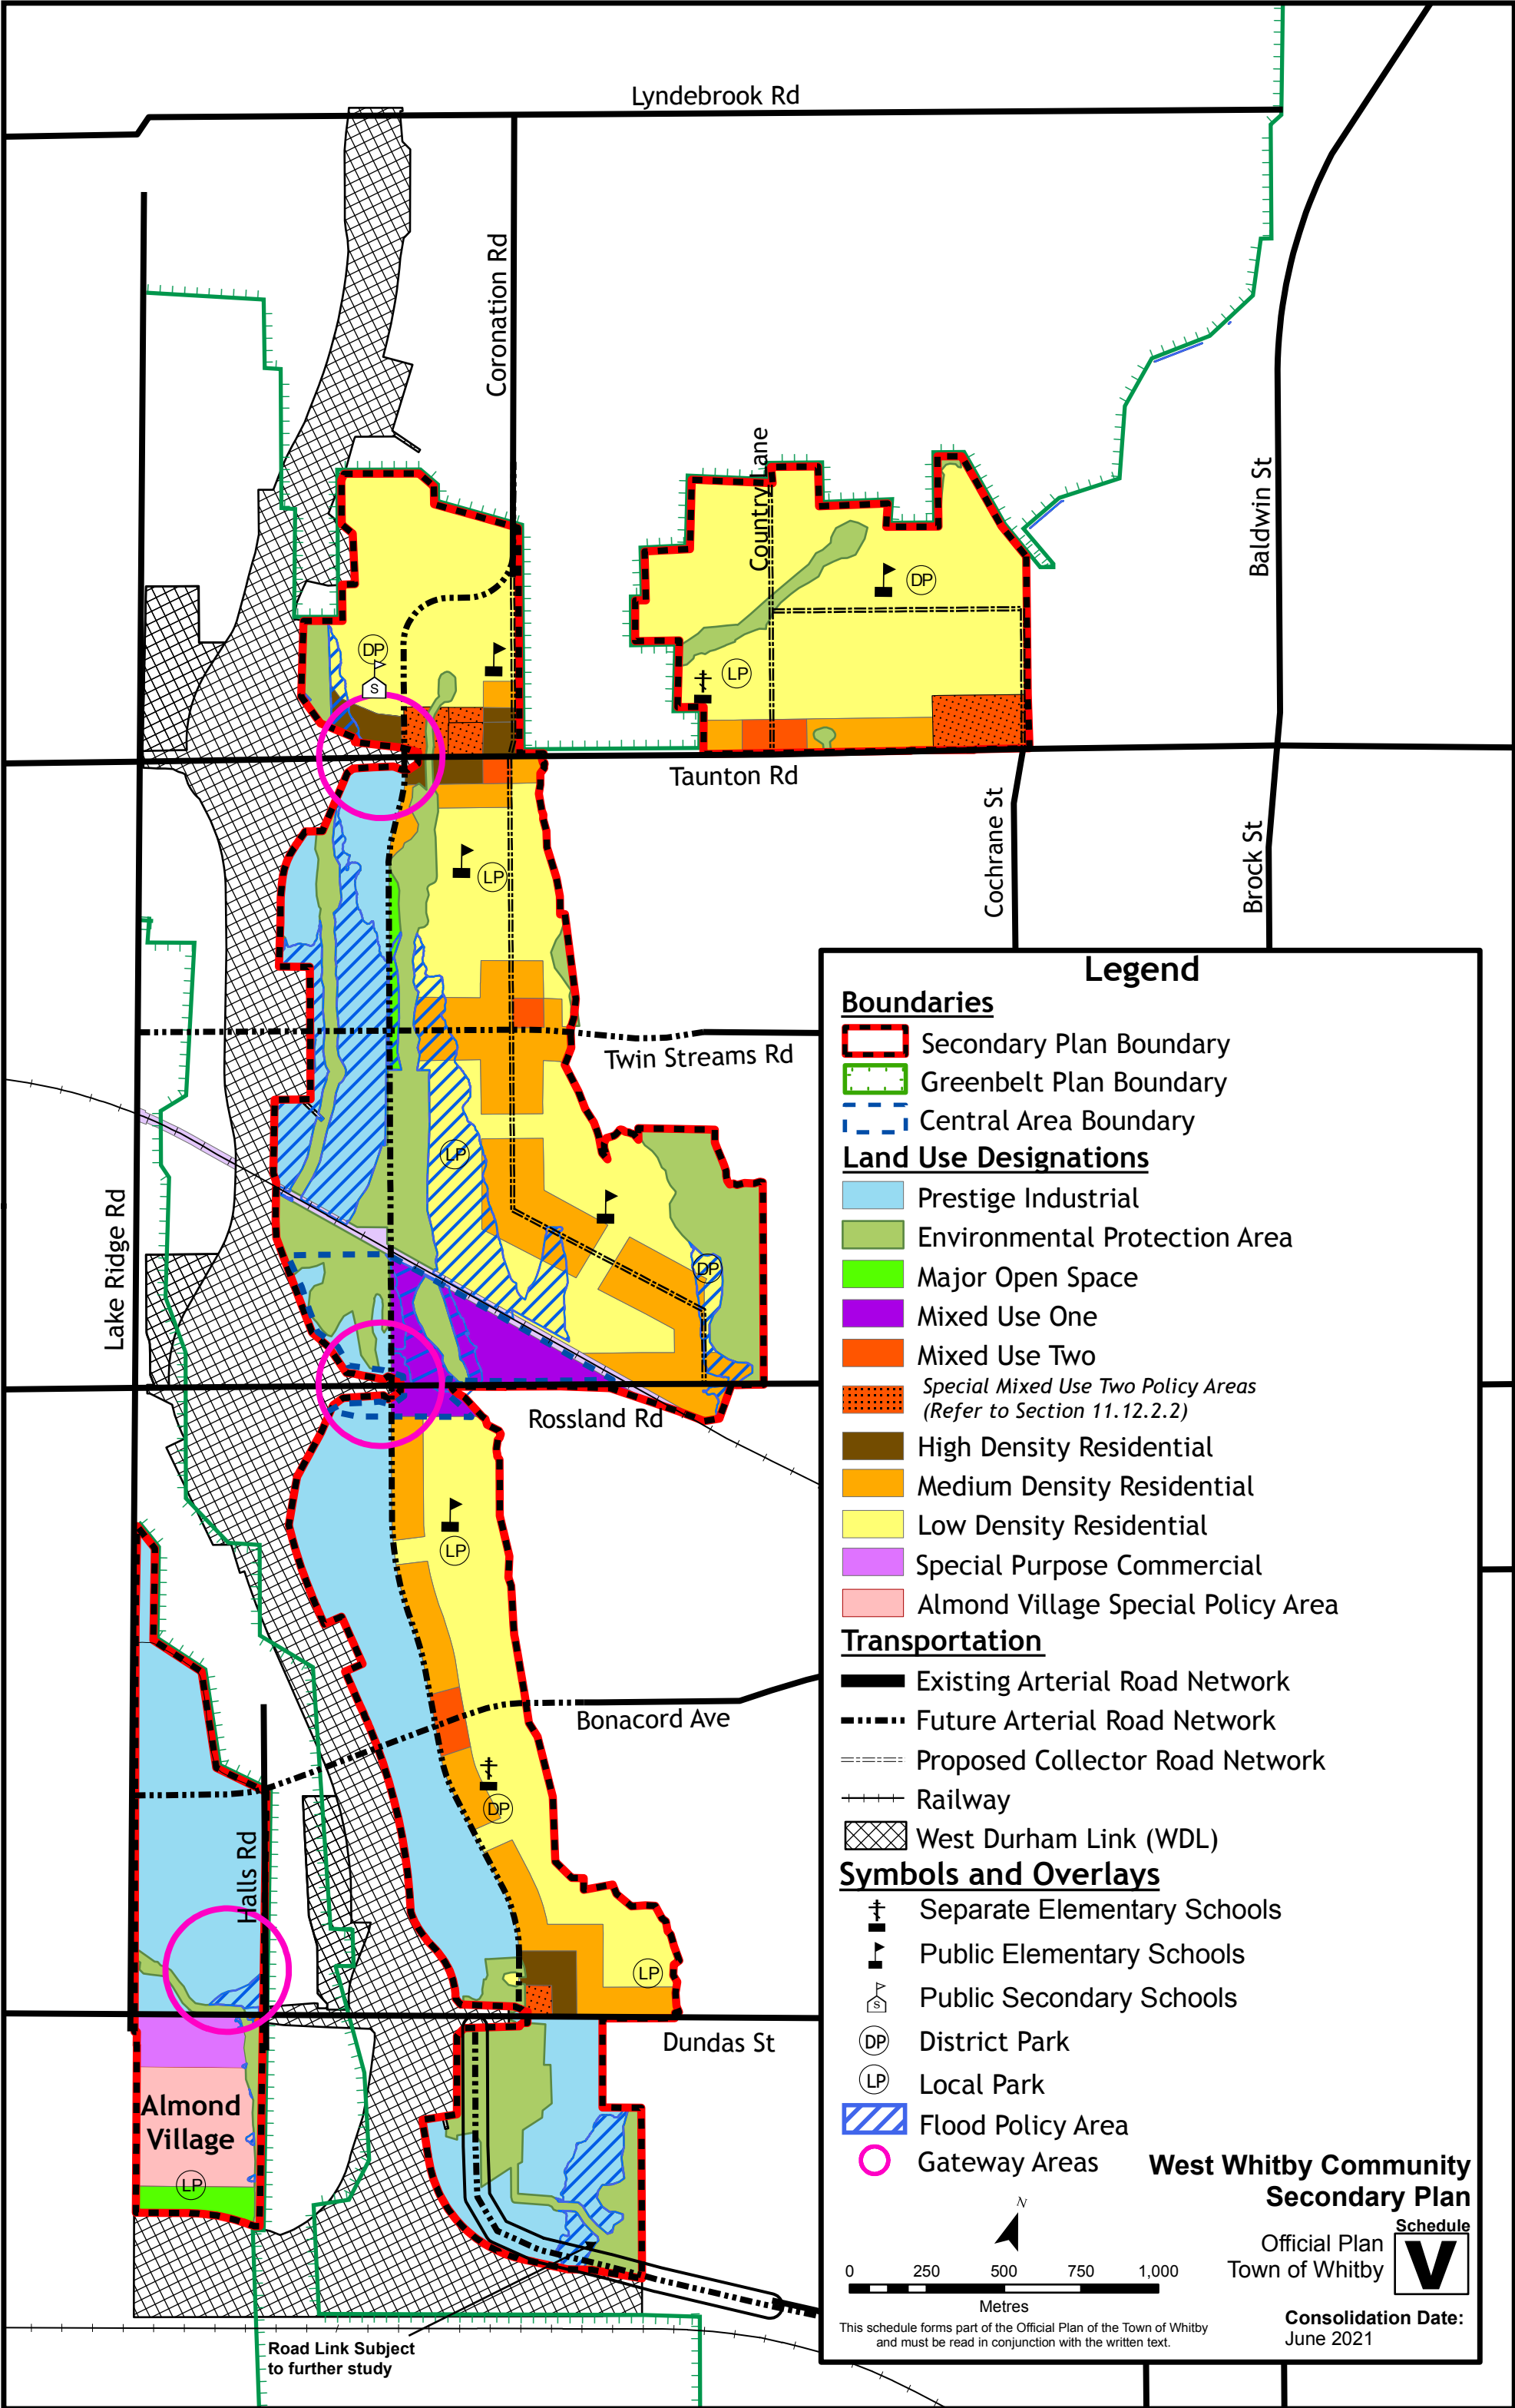 Lyndebrook Rd
Coronation Rd
Country Lane
Baldwin St
DP
DP
LP
S
Taunton Rd
Cochrane St
Brock St
LP
Twin Streams Rd
LP
Lake Ridge Rd
DP
Rossland Rd
LP
Bonacord Ave
DP
Halls Rd
LP
Dundas St
Almond
Village
LP
Road Link Subject
to further study
Legend
Boundaries
Secondary Plan Boundary
Greenbelt Plan Boundary
Central Area Boundary
Land Use Designations
Prestige Industrial
Environmental Protection Area
Major Open Space
Mixed Use One
Mixed Use Two
Special Mixed Use Two Policy Areas
(Refer to Section 11.12.2.2)
High Density Residential
Medium Density Residential
Low Density Residential
Special Purpose Commercial
Almond Village Special Policy Area
Transportation
Existing Arterial Road Network
Future Arterial Road Network
Proposed Collector Road Network
Railway
West Durham Link (WDL)
Symbols and Overlays
Separate Elementary Schools
Public Elementary Schools
S Public Secondary Schools
DP District Park
LP Local Park
Flood Policy Area
Gateway Areas
West Whitby Community
Secondary Plan
N
Schedule
Official Plan
Town of Whitby
V
0 250 500 750 1,000
Metres
Consolidation Date:
June 2021
This schedule forms part of the Official Plan of the Town of Whitby
and must be read in conjunction with the written text.